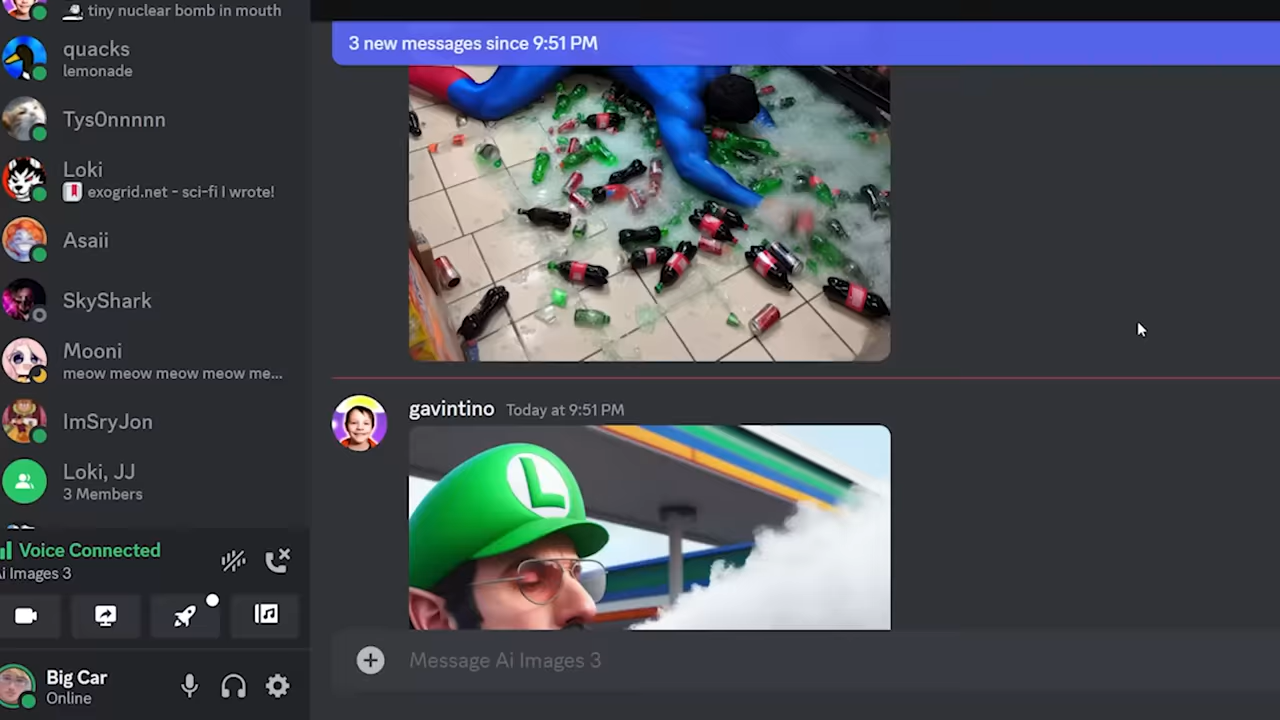 tiny nuclear bomb in mouth
quacks
lemonade
Tys0nnnnn
Loki
exogrid.net - sci-fi I wrote!
Asaii
SkyShark
Mooni
meow meow meow meow me...
ImSryJon
Loki, JJ
3 Members
Voice Connected
Ai Images 3
Big Car
Online
3 new messages since 9:51 PM
gavintino Today at 9:51 PM
L
Message Ai Images 3